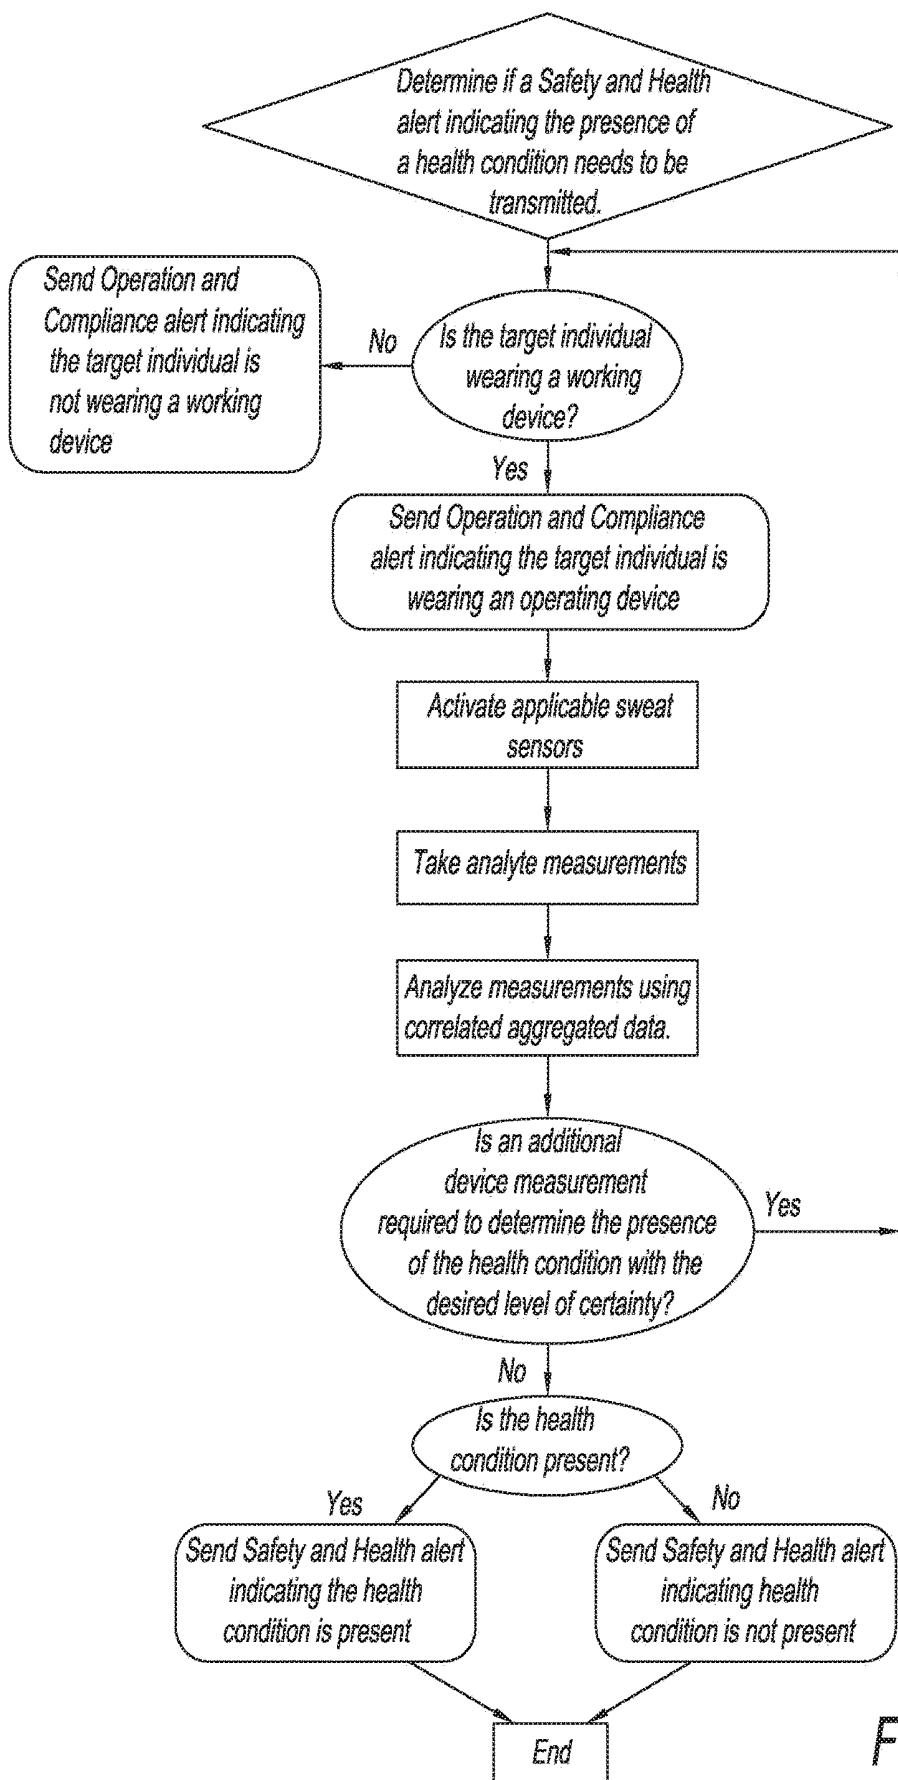 Determine if a Safety and Health
alert indicating the presence of
a health condition needs to be
transmitted.
Send Operation and
Compliance alert indicating
the target individual is
not wearing a working
device
No
Is the target individual
wearing a working
device?
Yes
Send Operation and Compliance
alert indicating the target individual is
wearing an operating device
Activate applicable sweat
sensors
Take analyte measurements
Analyze measurements using
correlated aggregated data.
Is an additional
device measurement
required to determine the presence
of the health condition with the
desired level of certainty?
Yes
No
Is the health
condition present?
Yes
No
Send Safety and Health alert
indicating the health
condition is present
Send Safety and Health alert
indicating health
condition is not present
End
F